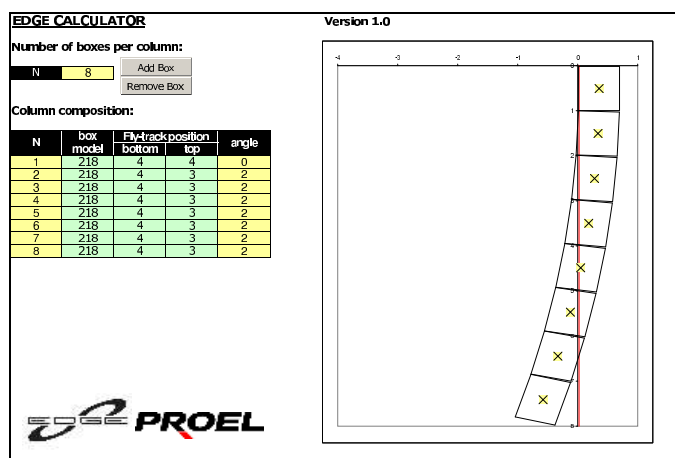 EDGE CALCULATOR
Version 1.0
Number of boxes per column:
N 8
Add Box
Remove Box
Column composition:
N box model Fly-track position bottom top angle
1 218 4 4 0
2 218 4 3 2
3 218 4 3 2
4 218 4 3 2
5 218 4 3 2
6 218 4 3 2
7 218 4 3 2
8 218 4 3 2
-4 -3 -2 -1 0 1
0
1
2
3
4
5
6
7
8
EDGE PROEL